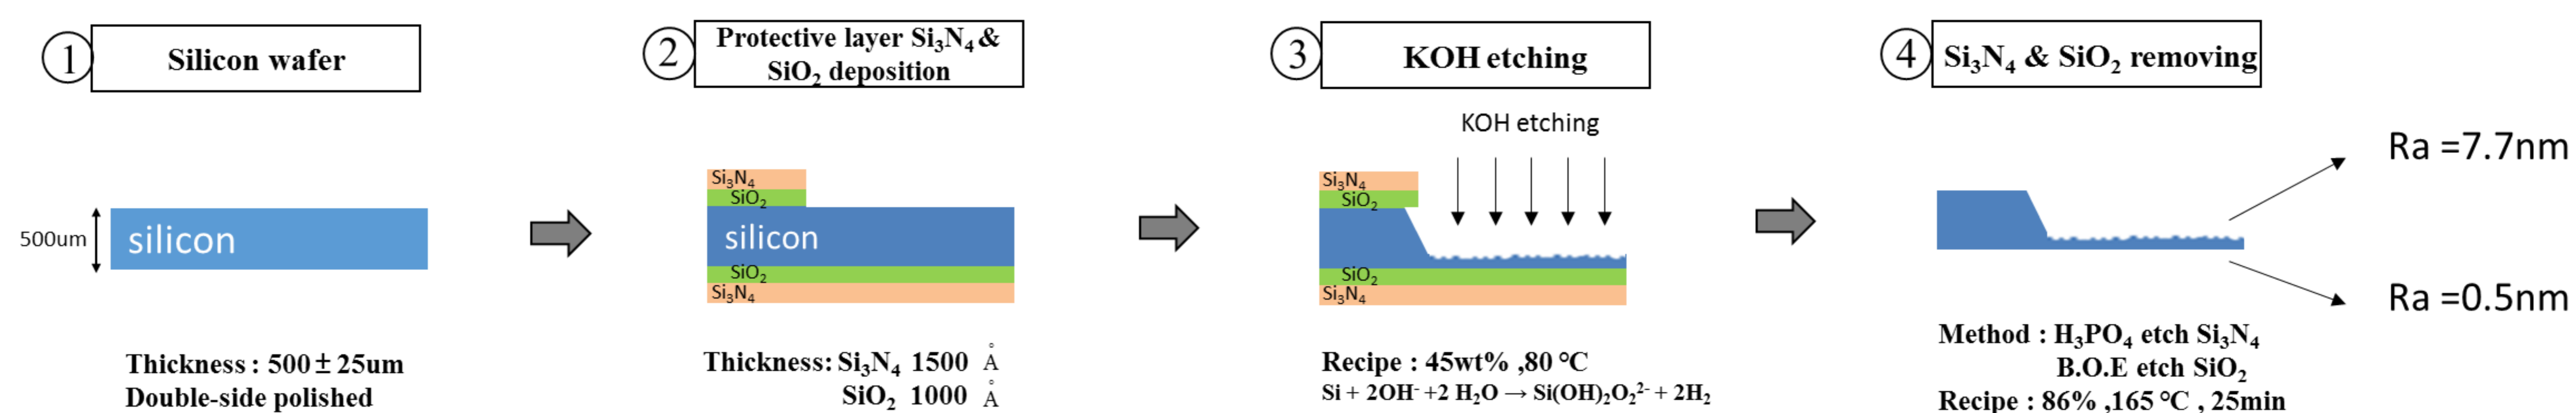 ① Silicon wafer
500um
silicon
Thickness : 500 ± 25um
Double-side polished
② Protective layer Si₃N₄ &
SiO₂ deposition
Si₃N₄
SiO₂
silicon
SiO₂
Si₃N₄
Thickness: Si₃N₄ 1500 Å
SiO₂ 1000 Å
③ KOH etching
KOH etching
Si₃N₄
SiO₂
SiO₂
Si₃N₄
Recipe : 45wt% ,80 °C
Si + 2OH⁻ +2 H₂O → Si(OH)₂O₂²⁻ + 2H₂
④ Si₃N₄ & SiO₂ removing
Ra =7.7nm
Ra =0.5nm
Method : H₃PO₄ etch Si₃N₄
B.O.E etch SiO₂
Recipe : 86% ,165 °C , 25min